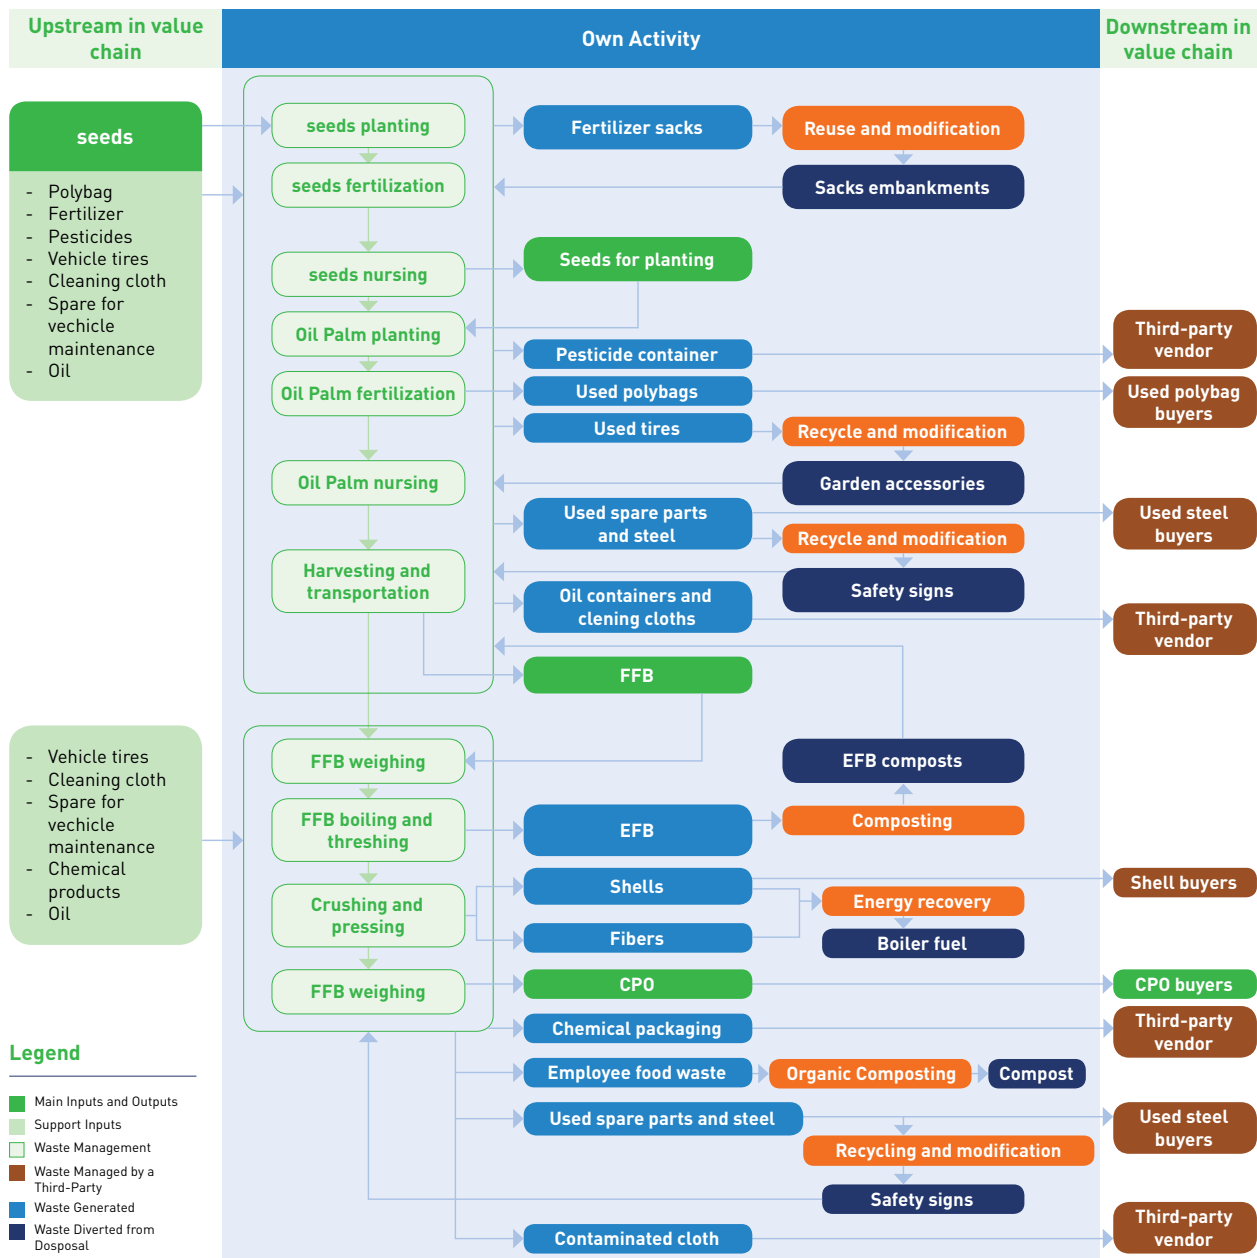 Upstream in value
chain
Own Activity
Downstream in
value chain
seeds
- Polybag
- Fertilizer
- Pesticides
- Vehicle tires
- Cleaning cloth
- Spare for
vechicle
maintenance
- Oil
seeds planting
seeds fertilization
seeds nursing
Oil Palm planting
Oil Palm fertilization
Oil Palm nursing
Harvesting and
transportation
Fertilizer sacks
Reuse and modification
Sacks embankments
Seeds for planting
Pesticide container
Third-party
vendor
Used polybags
Used polybag
buyers
Used tires
Recycle and modification
Garden accessories
Used spare parts
and steel
Used steel
buyers
Recycle and modification
Safety signs
Oil containers and
clening cloths
Third-party
vendor
FFB
- Vehicle tires
- Cleaning cloth
- Spare for
vechicle
maintenance
- Chemical
products
- Oil
FFB weighing
FFB boiling and
threshing
Crushing and
pressing
FFB weighing
EFB composts
EFB
Composting
Shells
Shell buyers
Energy recovery
Fibers
Boiler fuel
CPO
CPO buyers
Chemical packaging
Third-party
vendor
Employee food waste
Organic Composting
Compost
Used spare parts and steel
Used steel
buyers
Recycling and modification
Safety signs
Contaminated cloth
Third-party
vendor
Legend
Main Inputs and Outputs
Support Inputs
Waste Management
Waste Managed by a
Third-Party
Waste Generated
Waste Diverted from
Dosposal